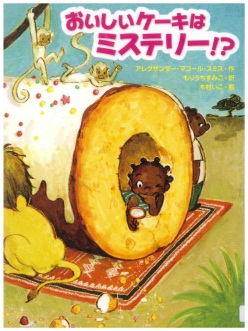 おいしいケーキは
ミステリー!?
アレグザンダー・マコール・スミス・作
もりうちすみこ・訳
木村いこ・絵